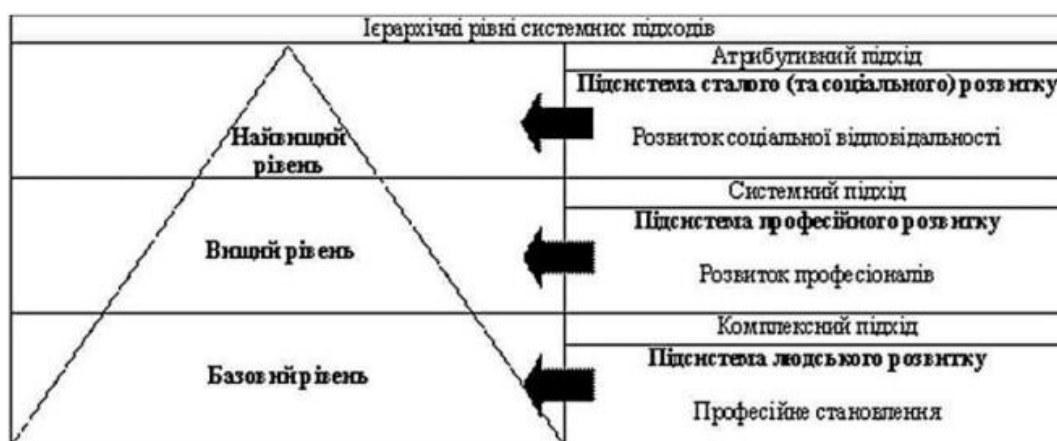 Ієрархічні рівні системних підходів
Атрибутивний підхід
Підсистема сталого (та соціального) розвитку
Найвищий
рівень
Розвиток соціальної відповідальності
Системний підхід
Підсистема професійного розвитку
Вищий рівень
Розвиток професіоналів
Комплексний підхід
Підсистема людського розвитку
Базовий рівень
Професійне становлення